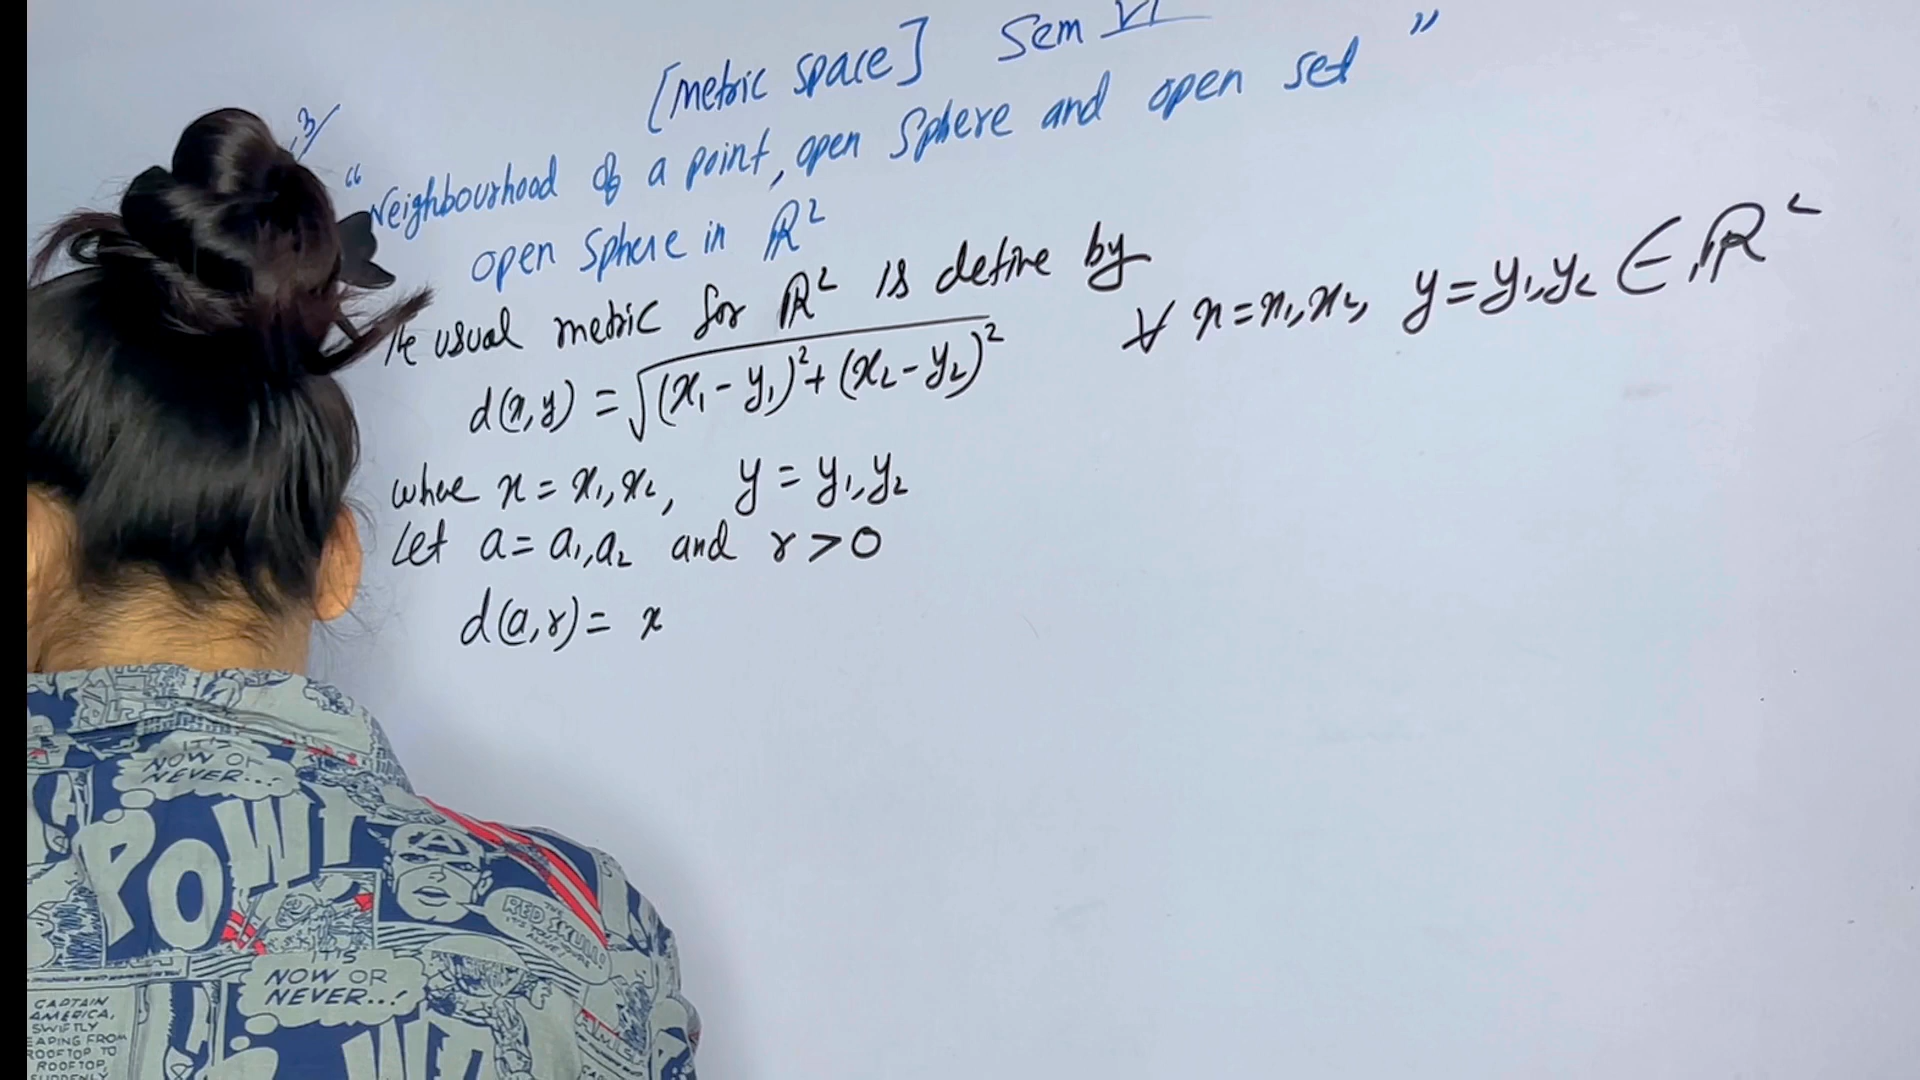 [metric space] Sem VI
"Neighbourhood of a point, open Sphere and open set"
open Sphere in ℝ²
usual metric for ℝ² is define by
d(x,y) = √(x₁-y₁)²+(x₂-y₂)² ∀ x=x₁,x₂, y=y₁,y₂ ∈ ℝ²
whee x = x₁,x₂, y = y₁,y₂
Let a = a₁,a₂ and r>0
d(a,r) = x
IT'S
NOW OR
NEVER...!
POW!
THE
RED SKULL!
IT'S
NOW OR
NEVER...!
CAPTAIN
AMERICA,
SWIFTLY
LEAPING FROM
ROOFTOP TO
ROOFTOP,
SUDDENLY